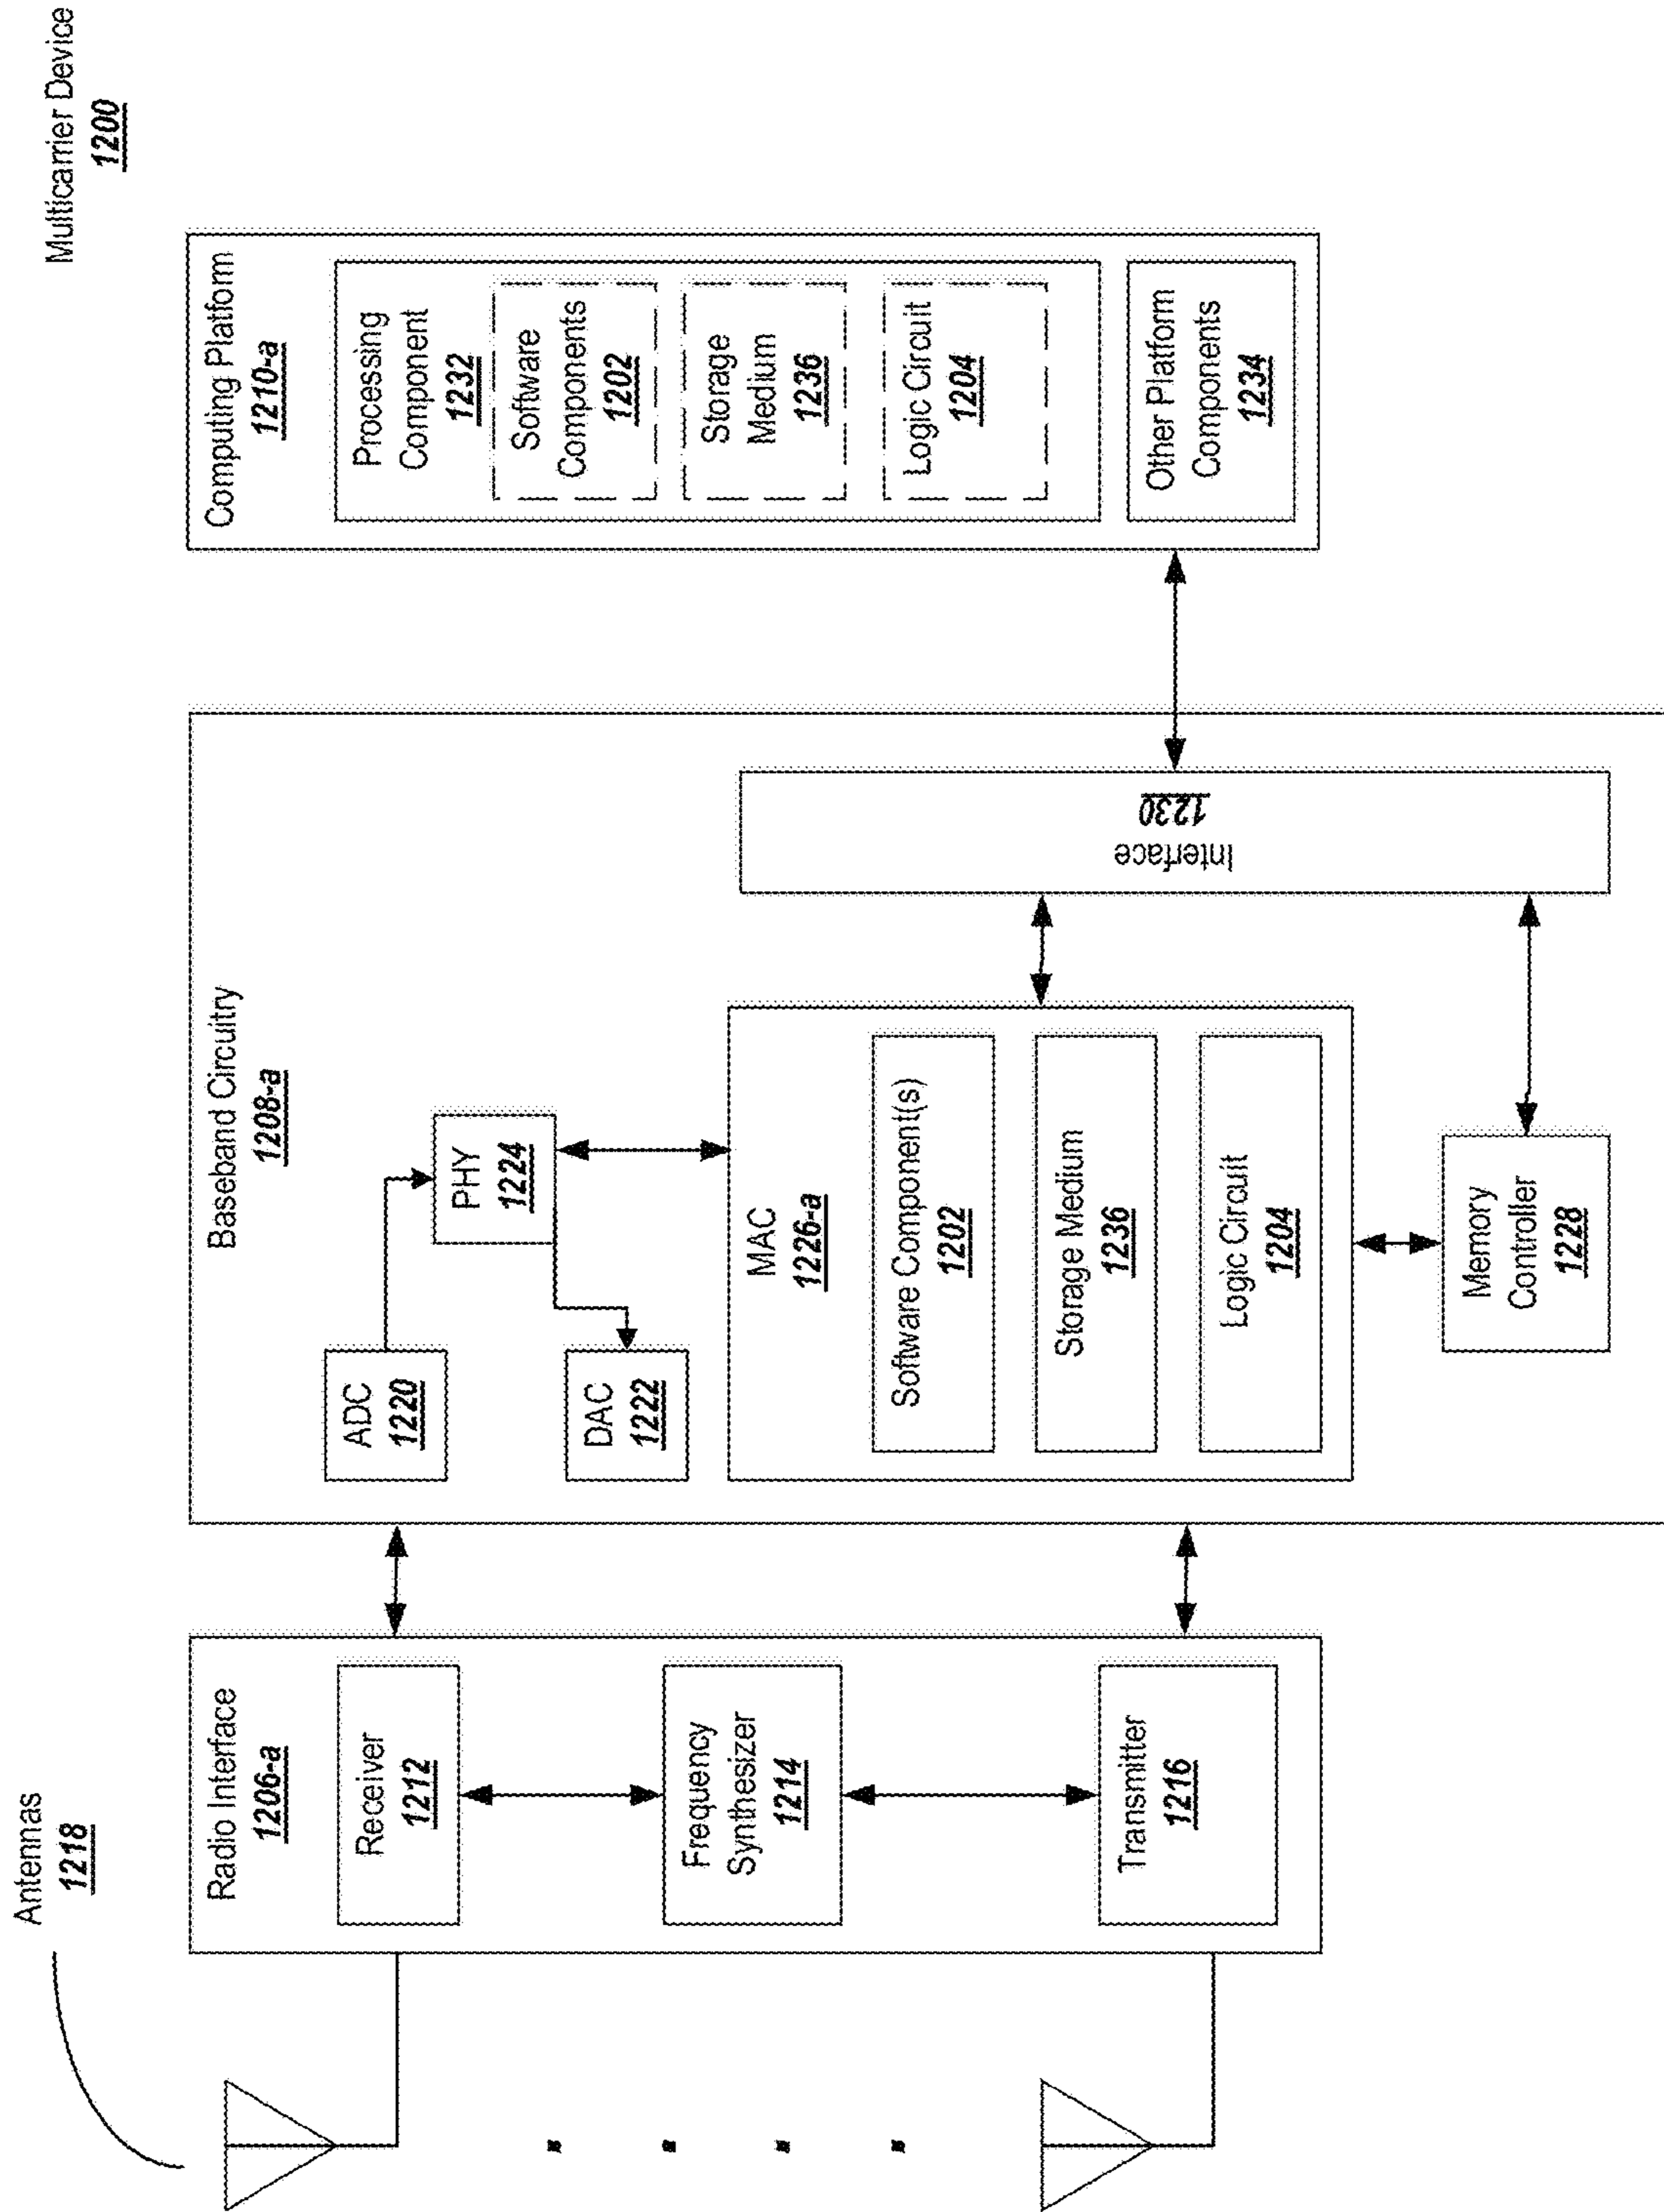 Multicarrier Device
1200
Antennas
1218
Radio Interface
1206-a
Receiver
1212
Frequency
Synthesizer
1214
Transmitter
1216
Baseband Circuitry
1208-a
ADC
1220
PHY
1224
DAC
1222
MAC
1226-a
Software Component(s)
1202
Storage Medium
1236
Logic Circuit
1204
Memory
Controller
1228
Interface
1230
Computing Platform
1210-a
Processing
Component
1232
Software
Components
1202
Storage
Medium
1236
Logic Circuit
1204
Other Platform
Components
1234